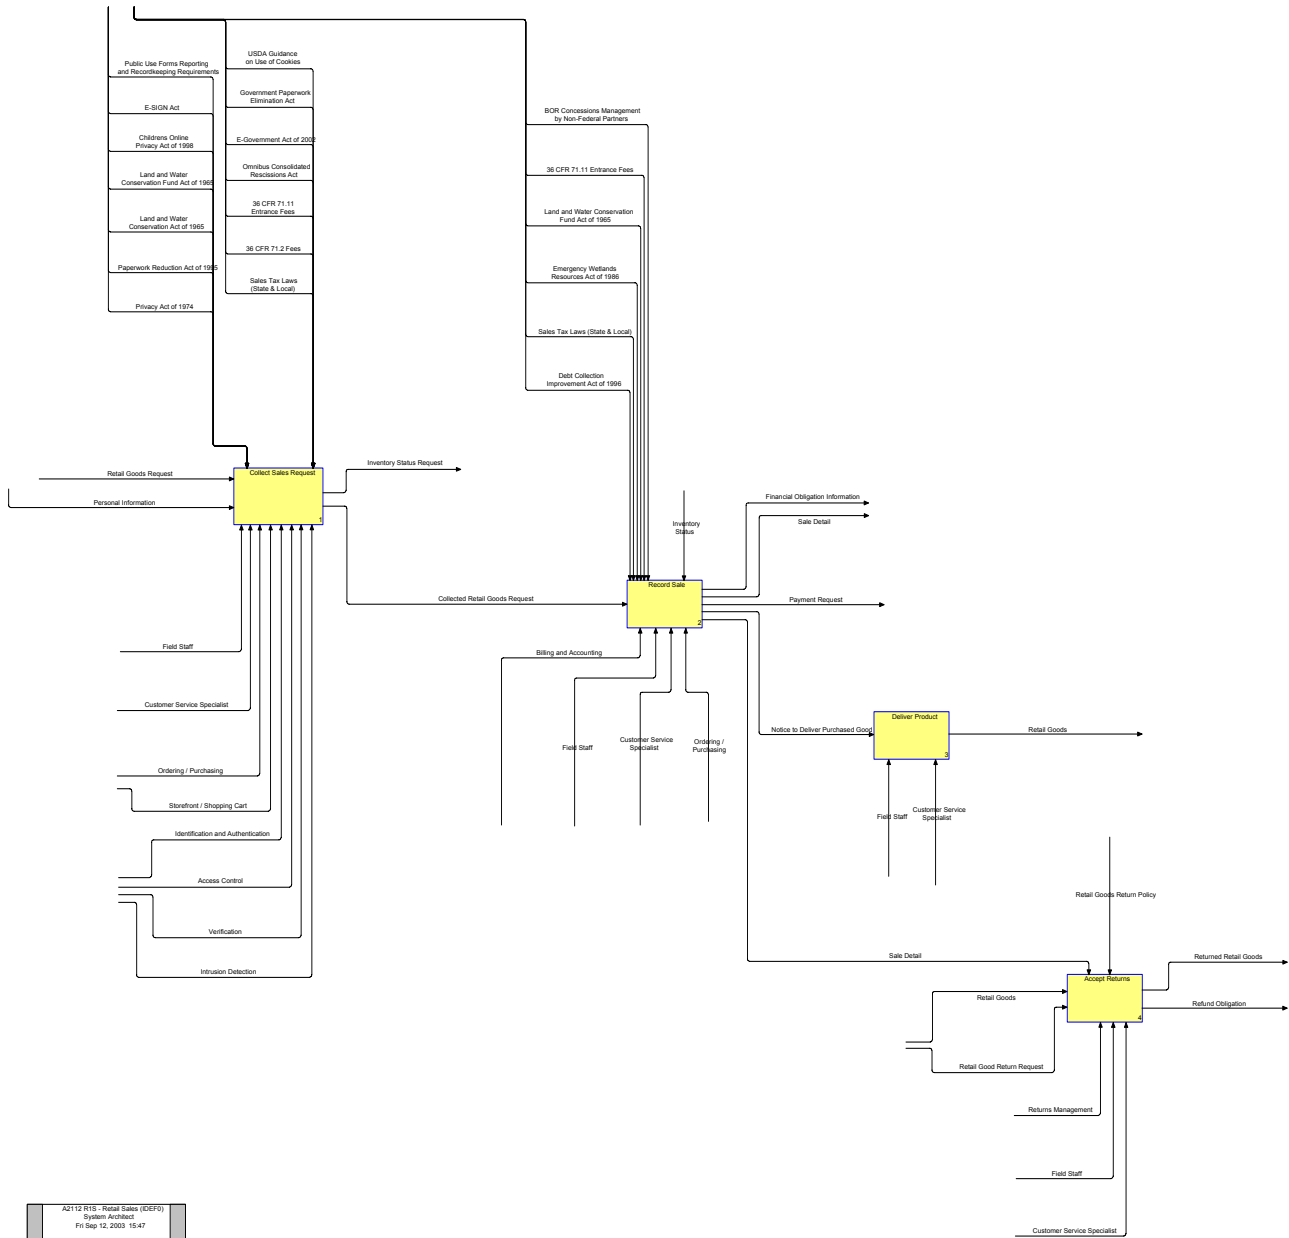 Public Use Forms Reporting
and Recordkeeping Requirements
E-SIGN Act
Childrens Online
Privacy Act of 1998
Land and Water
Conservation Fund Act of 1965
Land and Water
Conservation Act of 1965
Paperwork Reduction Act of 1995
Privacy Act of 1974
USDA Guidance
on Use of Cookies
Government Paperwork
Elimination Act
E-Government Act of 2002
Omnibus Consolidated
Rescissions Act
36 CFR 71.11
Entrance Fees
36 CFR 71.2 Fees
Sales Tax Laws
(State & Local)
BOR Concessions Management
by Non-Federal Partners
36 CFR 71.11 Entrance Fees
Land and Water Conservation
Fund Act of 1965
Emergency Wetlands
Resources Act of 1986
Sales Tax Laws (State & Local)
Debt Collection
Improvement Act of 1996
Retail Goods Request
Personal Information
Collect Sales Request
1
Inventory Status Request
Collected Retail Goods Request
Field Staff
Customer Service Specialist
Ordering / Purchasing
Storefront / Shopping Cart
Identification and Authentication
Access Control
Verification
Intrusion Detection
Inventory
Status
Record Sale
2
Financial Obligation Information
Sale Detail
Payment Request
Billing and Accounting
Field Staff
Customer Service
Specialist
Ordering /
Purchasing
Notice to Deliver Purchased Good
Deliver Product
3
Retail Goods
Field Staff
Customer Service
Specialist
Retail Goods Return Policy
Sale Detail
Accept Returns
4
Returned Retail Goods
Refund Obligation
Retail Goods
Retail Good Return Request
Returns Management
Field Staff
Customer Service Specialist
A2112 R1S - Retail Sales (IDEF0)
System Architect
Fri Sep 12, 2003 15:47